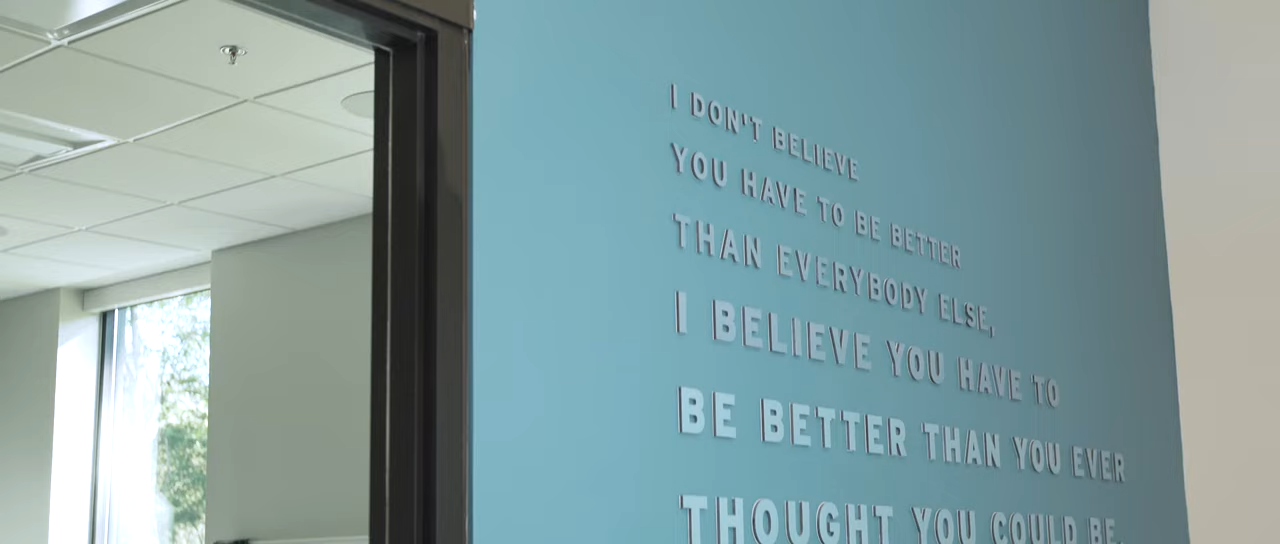 I DON'T BELIEVE
YOU HAVE TO BE BETTER
THAN EVERYBODY ELSE,
I BELIEVE YOU HAVE TO
BE BETTER THAN YOU EVER
THOUGHT YOU COULD BE.